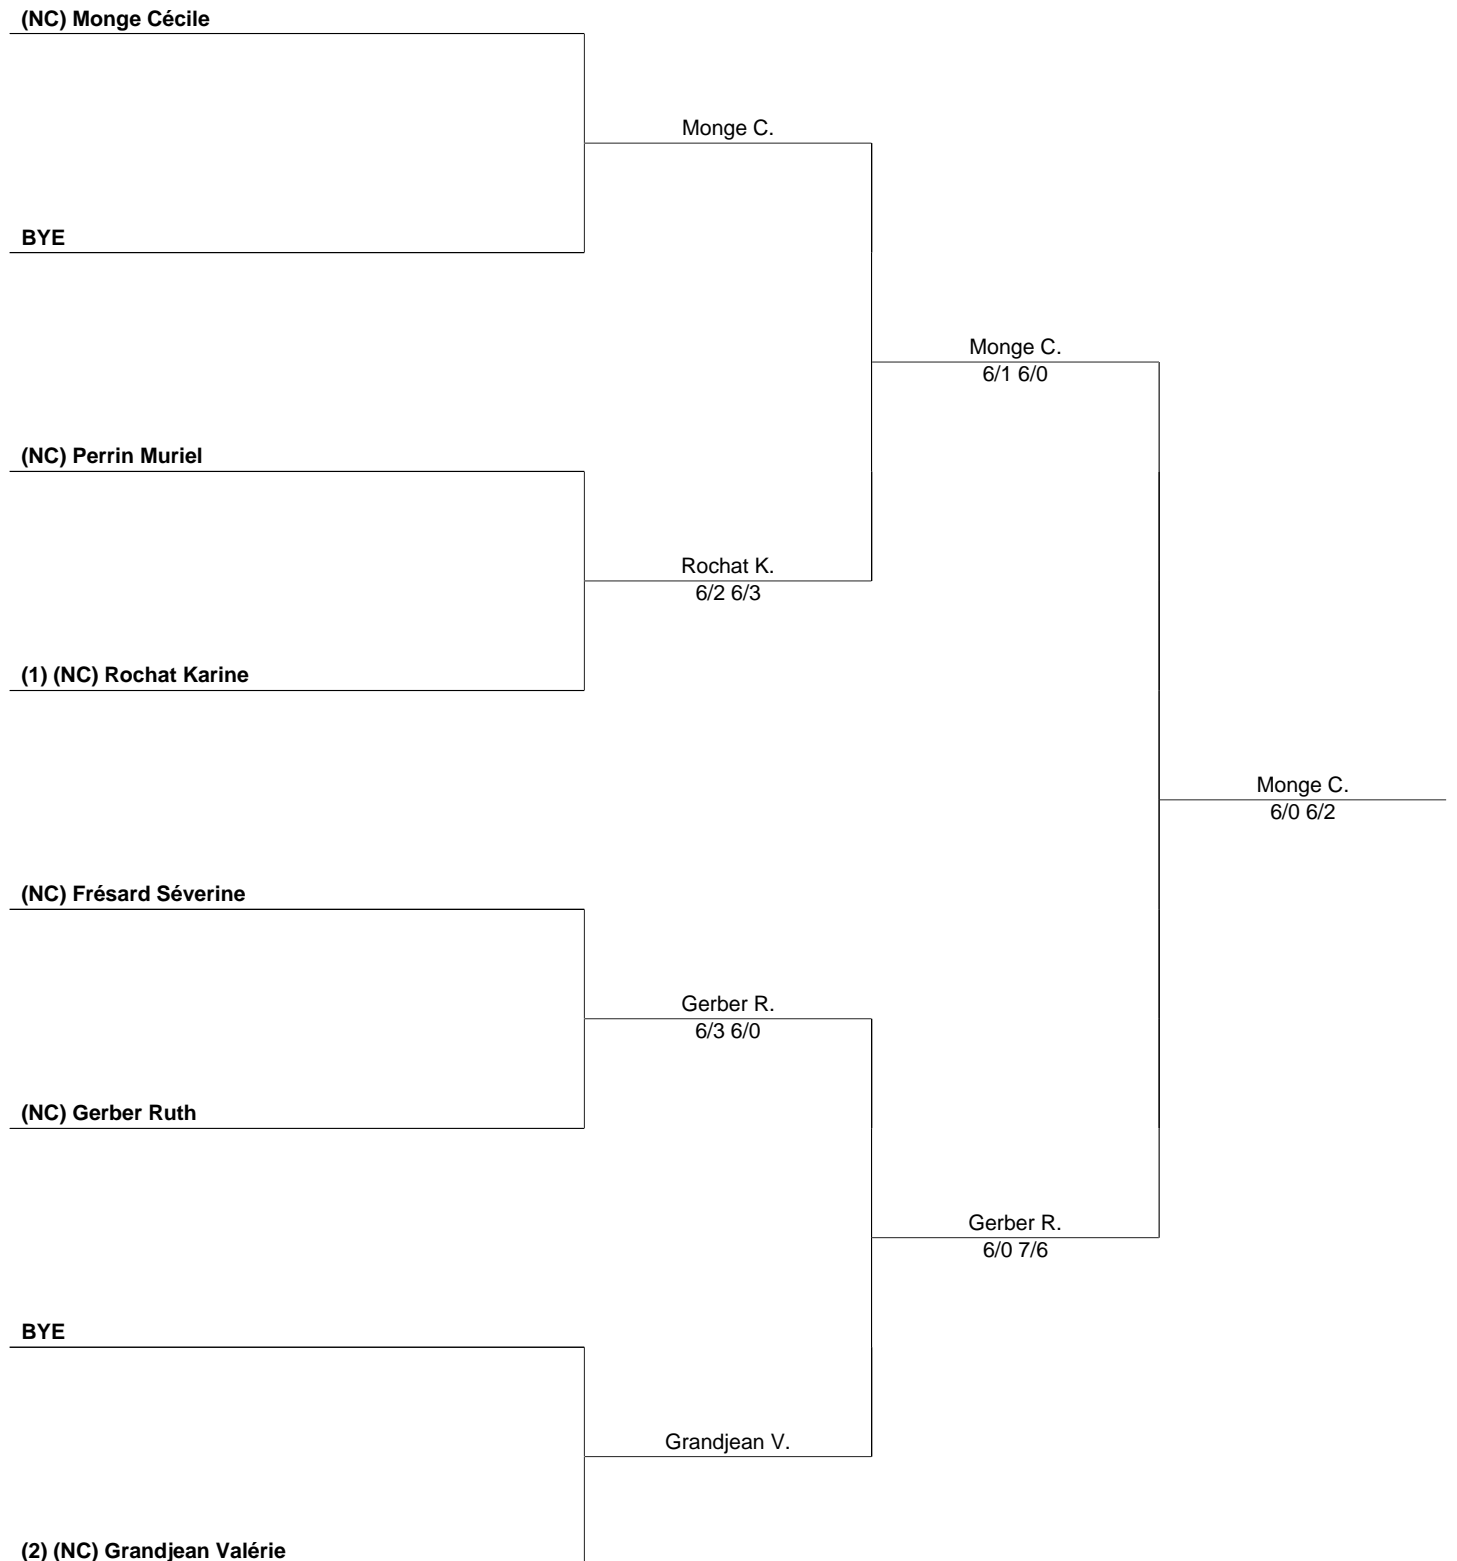 (NC) Monge Cécile
Monge C.
BYE
Monge C.
6/1 6/0
(NC) Perrin Muriel
Rochat K.
6/2 6/3
(1) (NC) Rochat Karine
Monge C.
6/0 6/2
(NC) Frésard Séverine
Gerber R.
6/3 6/0
(NC) Gerber Ruth
Gerber R.
6/0 7/6
BYE
Grandjean V.
(2) (NC) Grandjean Valérie